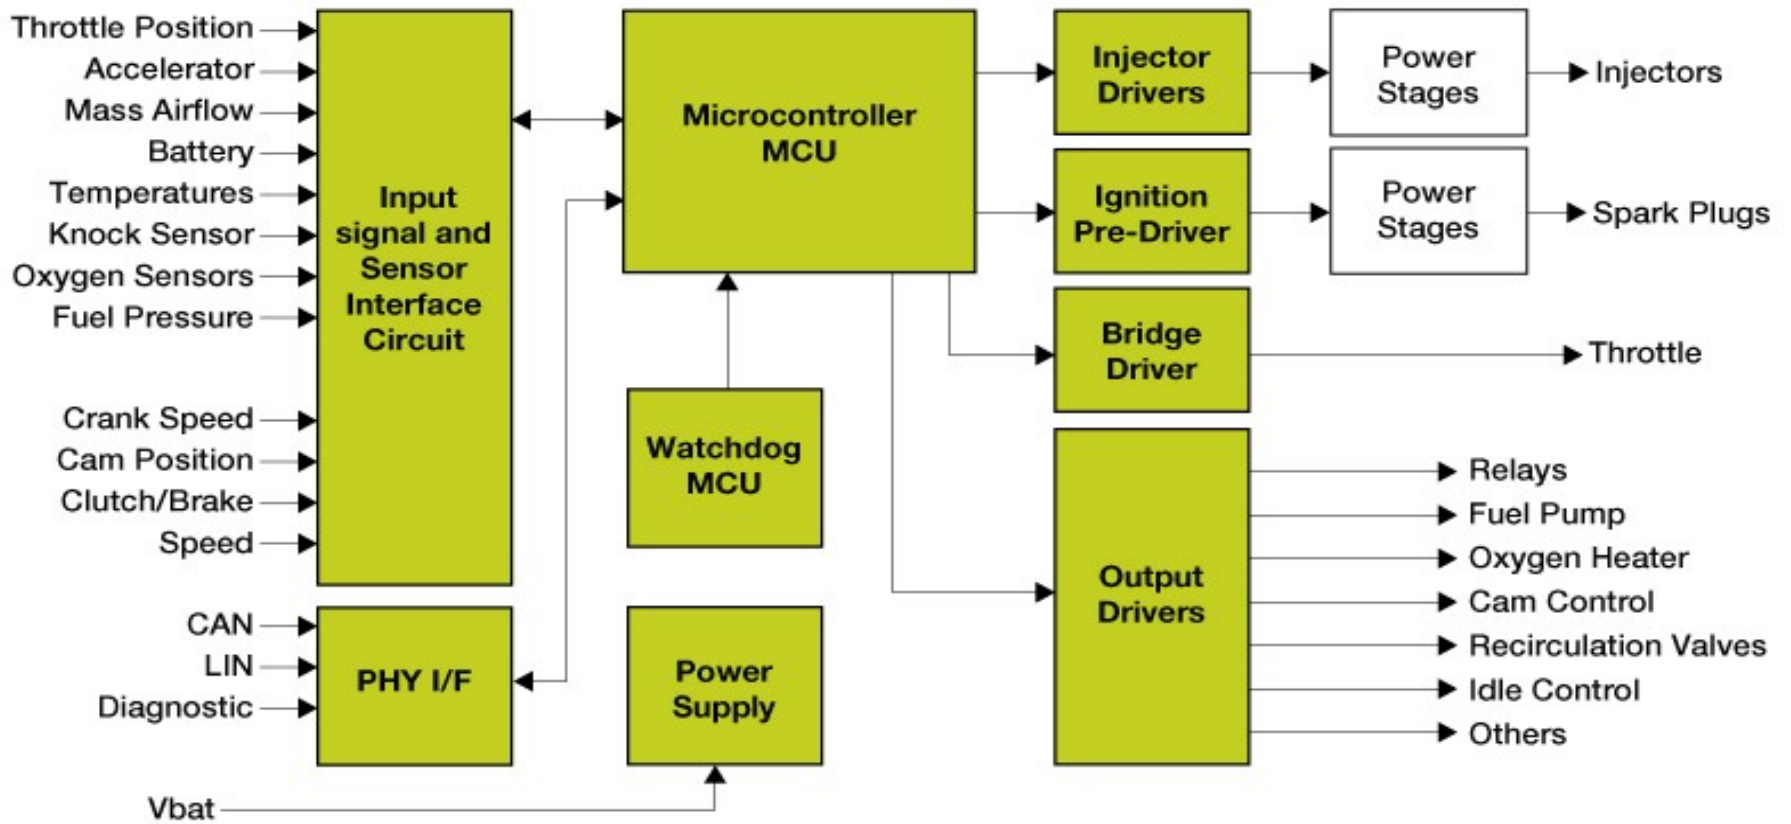 Throttle Position
Accelerator
Mass Airflow
Battery
Temperatures
Knock Sensor
Oxygen Sensors
Fuel Pressure
Crank Speed
Cam Position
Clutch/Brake
Speed
CAN
LIN
Diagnostic
Vbat
Input
signal and
Sensor
Interface
Circuit
PHY I/F
Microcontroller
MCU
Watchdog
MCU
Power
Supply
Injector
Drivers
Ignition
Pre-Driver
Bridge
Driver
Output
Drivers
Power
Stages
Power
Stages
Injectors
Spark Plugs
Throttle
Relays
Fuel Pump
Oxygen Heater
Cam Control
Recirculation Valves
Idle Control
Others